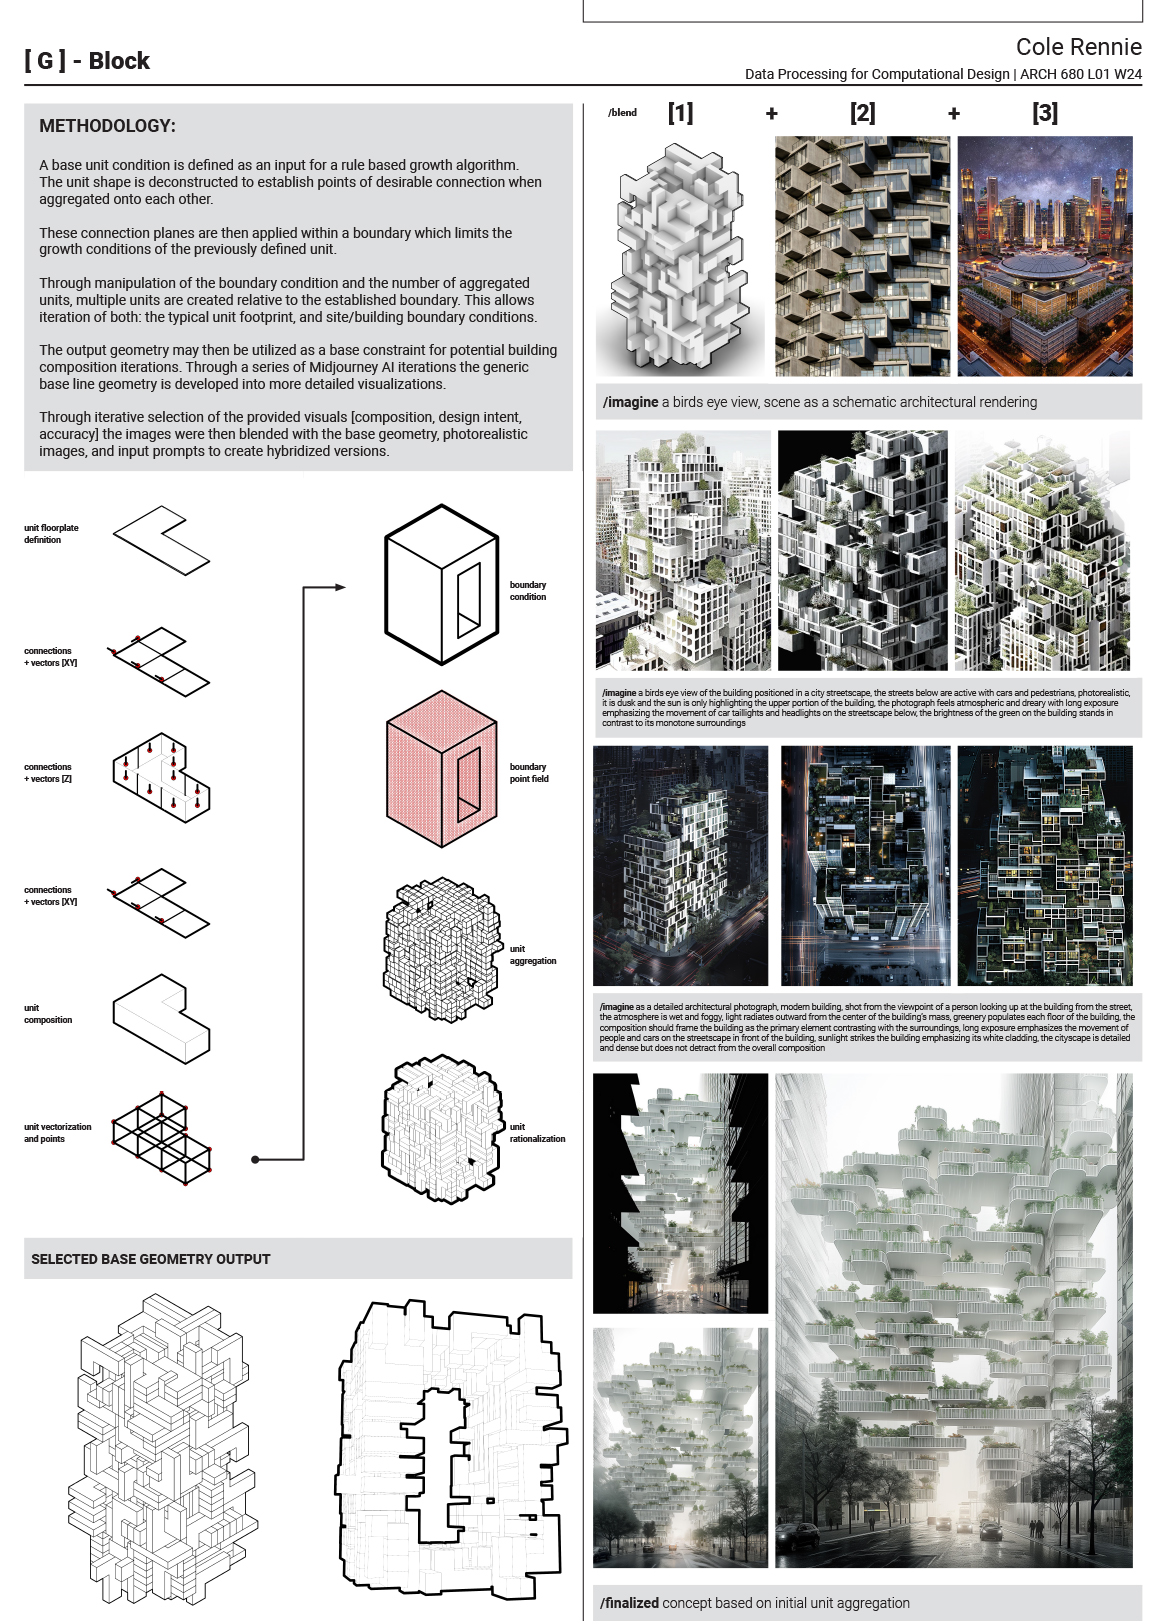 [ G ] - Block
Cole Rennie
Data Processing for Computational Design | ARCH 680 L01 W24
METHODOLOGY:
A base unit condition is defined as an input for a rule based growth algorithm.
The unit shape is deconstructed to establish points of desirable connection when
aggregated onto each other.
These connection planes are then applied within a boundary which limits the
growth conditions of the previously defined unit.
Through manipulation of the boundary condition and the number of aggregated
units, multiple units are created relative to the established boundary. This allows
iteration of both: the typical unit footprint, and site/building boundary conditions.
The output geometry may then be utilized as a base constraint for potential building
composition iterations. Through a series of Midjourney AI iterations the generic
base line geometry is developed into more detailed visualizations.
Through iterative selection of the provided visuals [composition, design intent,
accuracy] the images were then blended with the base geometry, photorealistic
images, and input prompts to create hybridized versions.
unit floorplate
definition
connections
+ vectors [XY]
connections
+ vectors [Z]
connections
+ vectors [XY]
unit
composition
unit vectorization
and points
boundary
condition
boundary
point field
unit
aggregation
unit
rationalization
SELECTED BASE GEOMETRY OUTPUT
/blend [1] + [2] + [3]
/imagine a birds eye view, scene as a schematic architectural rendering
/imagine a birds eye view of the building positioned in a city streetscape, the streets below are active with cars and pedestrians, photorealistic,
it is dusk and the sun is only highlighting the upper portion of the building, the photograph feels atmospheric and dreary with long exposure
emphasizing the movement of car taillights and headlights on the streetscape below, the brightness of the green on the building stands in
contrast to its monotone surroundings
/imagine as a detailed architectural photograph, modern building, shot from the viewpoint of a person looking up at the building from the street,
the atmosphere is wet and foggy, light radiates outward from the center of the building's mass, greenery populates each floor of the building, the
composition should frame the building as the primary element contrasting with the surroundings, long exposure emphasizes the movement of
people and cars on the streetscape in front of the building, sunlight strikes the building emphasizing its white cladding, the cityscape is detailed
and dense but does not detract from the overall composition
/finalized concept based on initial unit aggregation